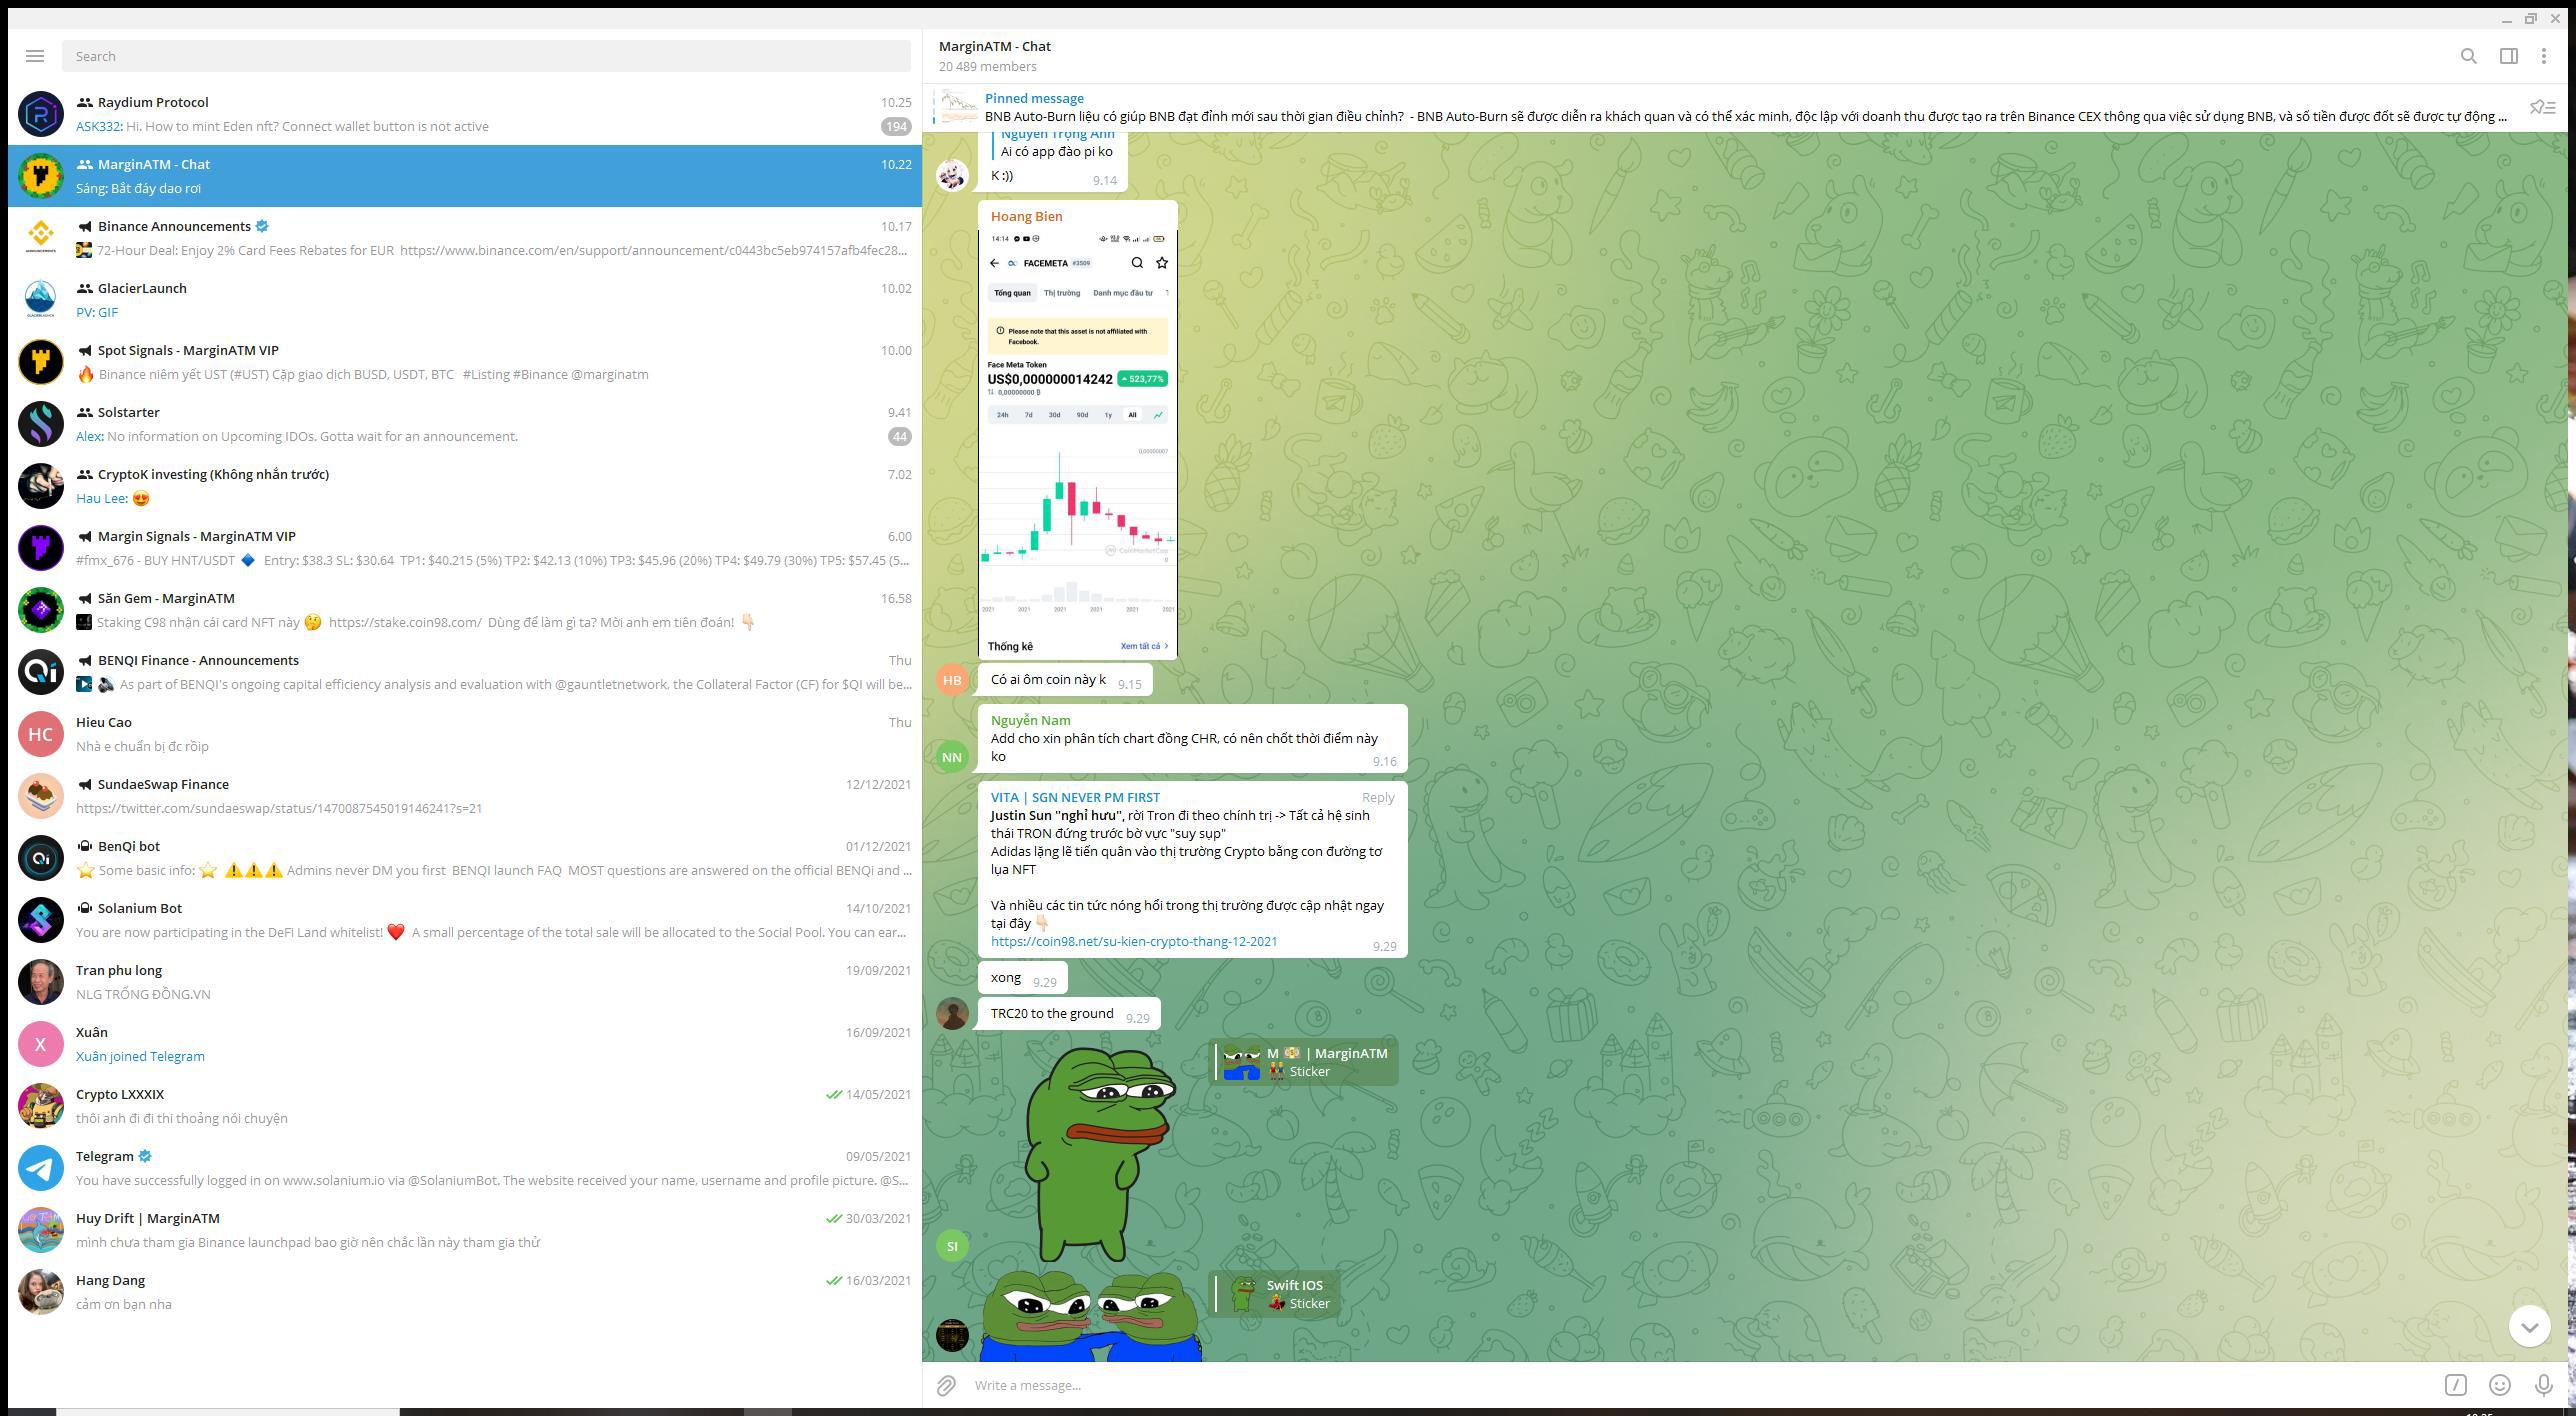 Search
Raydium Protocol 10.25
ASK332: Hi. How to mint Eden nft? Connect wallet button is not active 194
MarginATM - Chat 10.22
Sáng: Bắt đáy dao rơi
Binance Announcements 10.17
72-Hour Deal: Enjoy 2% Card Fees Rebates for EUR https://www.binance.com/en/support/announcement/c0443bc5eb974157afb4fec28...
GlacierLaunch 10.02
PV: GIF
Spot Signals - MarginATM VIP 10.00
🔥 Binance niêm yết UST (#UST) Cặp giao dịch BUSD, USDT, BTC #Listing #Binance @marginatm
Solstarter 9.41
Alex: No information on Upcoming IDOs. Gotta wait for an announcement. 44
CryptoK investing (Không nhắn trước) 7.02
Hau Lee: 😍
Margin Signals - MarginATM VIP 6.00
#fmx_676 - BUY HNT/USDT 🔷 Entry: $38.3 SL: $30.64 TP1: $40.215 (5%) TP2: $42.13 (10%) TP3: $45.96 (20%) TP4: $49.79 (30%) TP5: $57.45 (5...
Săn Gem - MarginATM 16.58
Staking C98 nhận cái card NFT này 🤔 https://stake.coin98.com/ Dùng để làm gì ta? Mời anh em tiên đoán! 👇🏻
BENQI Finance - Announcements Thu
🔊 As part of BENQI's ongoing capital efficiency analysis and evaluation with @gauntletnetwork, the Collateral Factor (CF) for $QI will be...
HC
Hieu Cao Thu
Nhà e chuẩn bị đc rồip
SundaeSwap Finance 12/12/2021
https://twitter.com/sundaeswap/status/1470087545019146241?s=21
BenQi bot 01/12/2021
⭐ Some basic info: ⭐ ⚠️⚠️⚠️ Admins never DM you first BENQI launch FAQ MOST questions are answered on the official BENQi and ...
Solanium Bot 14/10/2021
You are now participating in the DeFi Land whitelist! ❤️ A small percentage of the total sale will be allocated to the Social Pool. You can ear...
Tran phu long 19/09/2021
NLG TRỐNG ĐỒNG.VN
X
Xuân 16/09/2021
Xuân joined Telegram
Crypto LXXXIX 14/05/2021
thôi anh đi đi thi thoảng nói chuyện
Telegram 09/05/2021
You have successfully logged in on www.solanium.io via @SolaniumBot. The website received your name, username and profile picture. @S...
Huy Drift | MarginATM 30/03/2021
mình chưa tham gia Binance launchpad bao giờ nên chắc lần này tham gia thử
Hang Dang 16/03/2021
cảm ơn bạn nha
MarginATM - Chat
20 489 members
Pinned message
BNB Auto-Burn liệu có giúp BNB đạt đỉnh mới sau thời gian điều chỉnh? - BNB Auto-Burn sẽ được diễn ra khách quan và có thể xác minh, độc lập với doanh thu được tạo ra trên Binance CEX thông qua việc sử dụng BNB, và số tiền được đốt sẽ được tự động ...
Nguyen Trọng Anh
Ai có app đào pi ko
K :)) 9.14
Hoang Bien
14:14
FACEMETA #3509
Tổng quan Thị trường Danh mục đầu tư
Please note that this asset is not affiliated with
Facebook.
Face Meta Token
US$0,000000014242 523,77%
0,00000000 ₿
24h 7d 30d 90d 1y All
0,00000007
CoinMarketCap
0
2021 2021 2021 2021 2021 2021
Thống kê Xem tất cả >
HB
Có ai ôm coin này k 9.15
Nguyễn Nam
Add cho xin phân tích chart đồng CHR, có nên chốt thời điểm này
NN
ko 9.16
VITA | SGN NEVER PM FIRST Reply
Justin Sun "nghỉ hưu", rời Tron đi theo chính trị -> Tất cả hệ sinh
thái TRON đứng trước bờ vực "suy sụp"
Adidas lặng lẽ tiến quân vào thị trường Crypto bằng con đường tơ
lụa NFT
Và nhiều các tin tức nóng hổi trong thị trường được cập nhật ngay
tại đây 👇🏻
https://coin98.net/su-kien-crypto-thang-12-2021 9.29
xong 9.29
TRC20 to the ground 9.29
M | MarginATM
Sticker
SI
Swift IOS
💃 Sticker
Write a message...